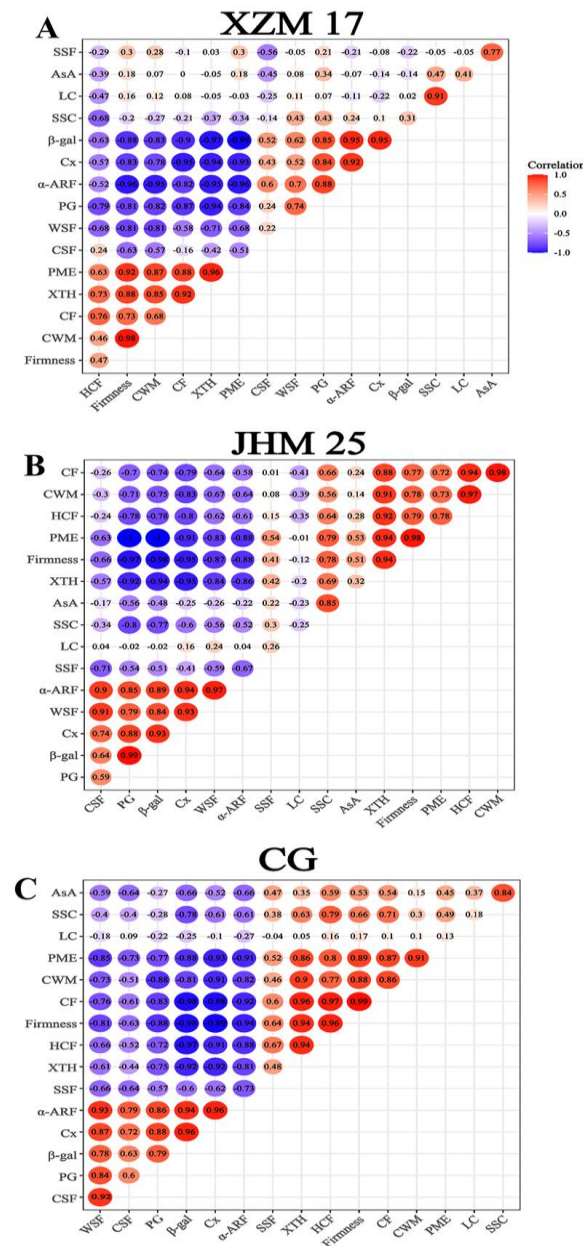 A
XZM 17
SSF -0.29 0.3 0.28 -0.1 0.03 0.3 -0.56 -0.05 0.21 -0.21 -0.08 -0.22 -0.05 -0.05 0.77
AsA -0.39 0.18 0.07 0 -0.05 0.18 -0.45 0.08 0.34 -0.07 -0.14 -0.14 0.47 0.41
LC -0.47 0.16 0.12 0.08 -0.05 -0.03 -0.25 0.11 0.07 -0.11 -0.22 0.02 0.91
SSC -0.68 -0.2 -0.27 -0.21 -0.37 -0.34 -0.14 0.43 0.43 0.24 0.1 0.31
β-gal -0.63 -0.88 -0.83 -0.9 -0.97 -0.99 0.52 0.62 0.85 0.95 0.95
Cx -0.57 -0.83 -0.78 -0.95 -0.94 -0.93 0.43 0.52 0.84 0.92
α-ARF -0.52 -0.96 -0.95 -0.82 -0.95 -0.96 0.6 0.7 0.88
PG -0.79 -0.81 -0.82 -0.87 -0.94 -0.84 0.24 0.74
WSF -0.68 -0.81 -0.81 -0.58 -0.71 -0.68 0.22
CSF 0.24 -0.63 -0.57 -0.16 -0.42 -0.51
PME 0.63 0.92 0.87 0.88 0.96
XTH 0.73 0.88 0.85 0.92
CF 0.76 0.73 0.68
CWM 0.46 0.98
Firmness 0.47
HCF Firmness CWM CF XTH PME CSF WSF PG α-ARF Cx β-gal SSC LC AsA
Correlation
1.0
0.5
0.0
-0.5
-1.0
B
JHM 25
CF -0.26 -0.7 -0.74 -0.79 -0.64 -0.58 0.01 -0.41 0.66 0.24 0.88 0.77 0.72 0.94 0.98
CWM -0.3 -0.71 -0.75 -0.83 -0.67 -0.64 0.08 -0.39 0.56 0.14 0.91 0.78 0.73 0.97
HCF -0.24 -0.78 -0.78 -0.8 -0.62 -0.61 0.15 -0.35 0.64 0.28 0.92 0.79 0.78
PME -0.63 -1 -1 -0.91 -0.83 -0.88 0.54 -0.01 0.79 0.53 0.94 0.98
Firmness -0.66 -0.97 -0.98 -0.95 -0.87 -0.88 0.41 -0.12 0.78 0.51 0.94
XTH -0.57 -0.92 -0.94 -0.95 -0.84 -0.86 0.42 -0.2 0.69 0.32
AsA -0.17 -0.56 -0.48 -0.25 -0.26 -0.22 0.22 -0.23 0.85
SSC -0.34 -0.8 -0.77 -0.6 -0.56 -0.52 0.3 -0.25
LC 0.04 -0.02 -0.02 0.16 0.24 0.04 0.26
SSF -0.71 -0.54 -0.51 -0.41 -0.59 -0.67
α-ARF 0.9 0.85 0.89 0.94 0.97
WSF 0.91 0.79 0.84 0.93
Cx 0.74 0.88 0.93
β-gal 0.64 0.99
PG 0.59
CSF PG β-gal Cx WSF α-ARF SSF LC SSC AsA XTH Firmness PME HCF CWM
C
CG
AsA -0.59 -0.64 -0.27 -0.66 -0.52 -0.66 0.47 0.35 0.59 0.53 0.54 0.15 0.45 0.37 0.84
SSC -0.4 -0.4 -0.28 -0.78 -0.61 -0.61 0.38 0.63 0.79 0.66 0.71 0.3 0.49 0.18
LC -0.18 0.09 -0.22 -0.25 -0.1 -0.27 -0.04 0.05 0.16 0.17 0.1 0.1 0.13
PME -0.85 -0.73 -0.77 -0.88 -0.93 -0.91 0.52 0.86 0.8 0.89 0.87 0.91
CWM -0.73 -0.51 0.88 -0.81 -0.91 -0.82 0.46 0.9 0.77 0.88 0.86
CF -0.76 -0.61 0.83 -0.98 -0.98 -0.92 0.6 0.96 0.97 0.99
Firmness -0.81 -0.63 -0.88 -0.98 -0.99 -0.94 0.64 0.94 0.96
HCF -0.66 -0.52 -0.72 -0.97 -0.91 -0.88 0.67 0.94
XTH -0.61 -0.44 -0.75 -0.92 -0.92 -0.81 0.48
SSF -0.66 -0.64 -0.57 -0.6 -0.62 -0.73
α-ARF 0.93 0.79 0.86 0.94 0.96
Cx 0.87 0.72 0.88 0.96
β-gal 0.78 0.63 0.79
PG 0.84 0.6
CSF 0.92
WSF CSF PG β-gal Cx α-ARF SSF XTH HCF Firmness CF CWM PME LC SSC